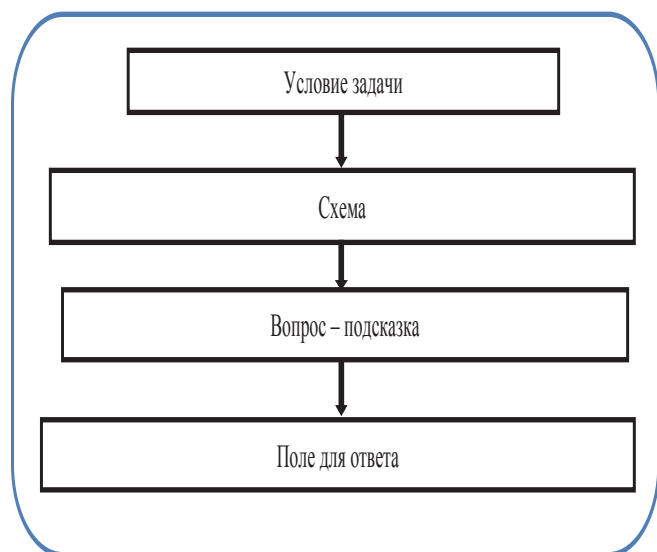 Условие задачи
Схема
Вопрос – подсказка
Поле для ответа